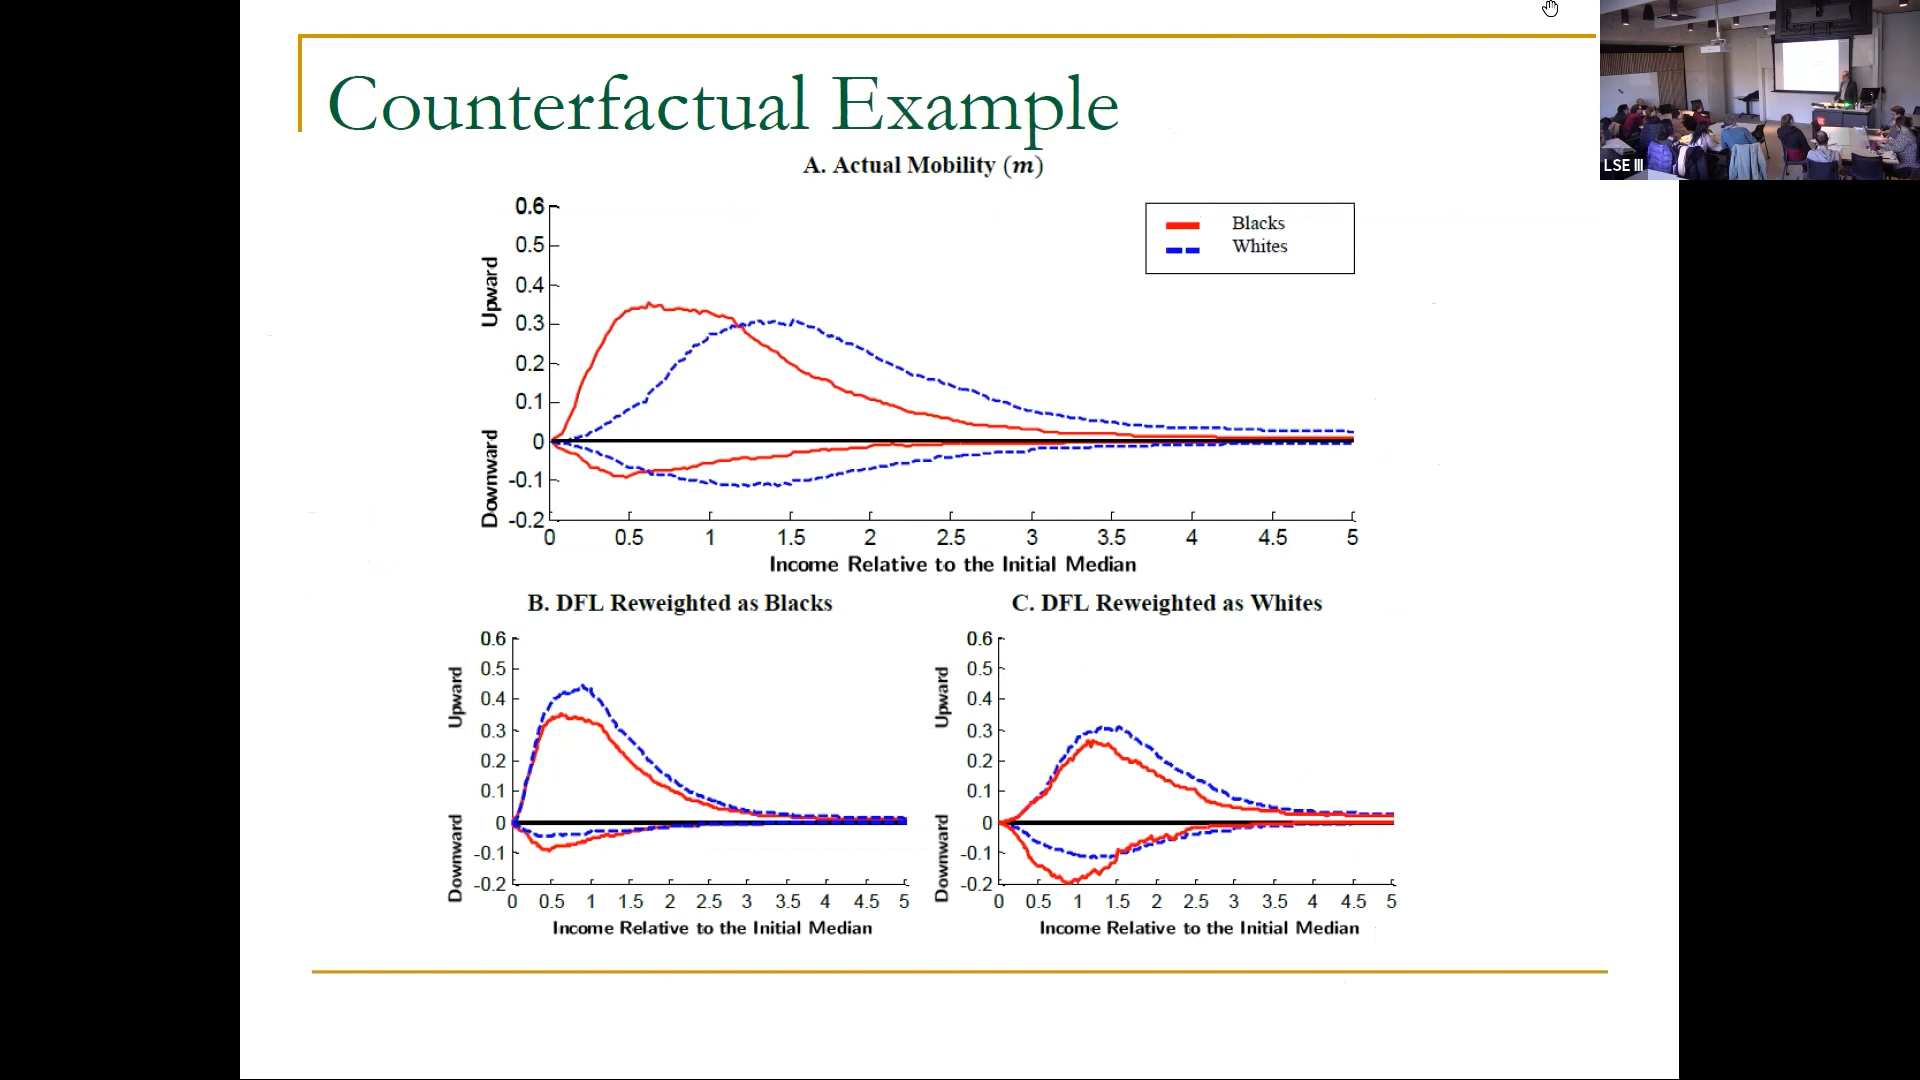 Counterfactual Example
LSE III
A. Actual Mobility (m)
Blacks
Whites
Upward
Downward
0.6
0.5
0.4
0.3
0.2
0.1
0
-0.1
-0.2
0 0.5 1 1.5 2 2.5 3 3.5 4 4.5 5
Income Relative to the Initial Median
B. DFL Reweighted as Blacks
Upward
Downward
0.6
0.5
0.4
0.3
0.2
0.1
0
-0.1
-0.2
0 0.5 1 1.5 2 2.5 3 3.5 4 4.5 5
Income Relative to the Initial Median
C. DFL Reweighted as Whites
Upward
Downward
0.6
0.5
0.4
0.3
0.2
0.1
0
-0.1
-0.2
0 0.5 1 1.5 2 2.5 3 3.5 4 4.5 5
Income Relative to the Initial Median